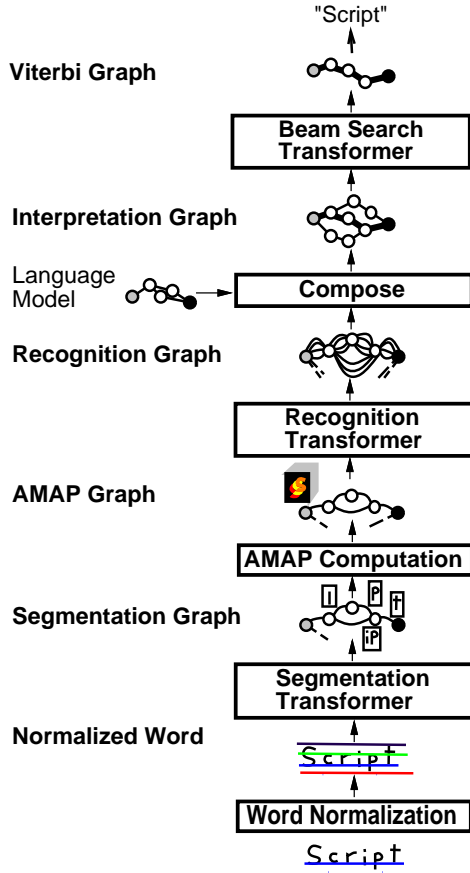 "Script"
Viterbi Graph
Beam Search
Transformer
Interpretation Graph
Language
Model
Compose
Recognition Graph
Recognition
Transformer
AMAP Graph
AMAP Computation
Segmentation Graph
l
p
t
ip
Segmentation
Transformer
Normalized Word
Script
Word Normalization
Script